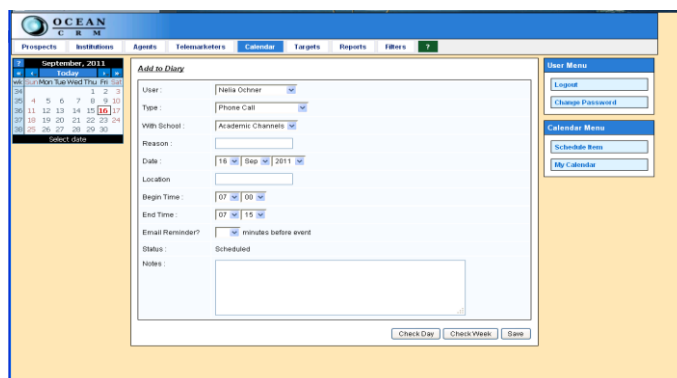 OCEAN
CRM
Prospects Institutions Agents Telemarketers Calendar Targets Reports Filters ?
? September, 2011
« ‹ Today › »
wk Sun Mon Tue Wed Thu Fri Sat
34 1 2 3
35 4 5 6 7 8 9 10
36 11 12 13 14 15 16 17
37 18 19 20 21 22 23 24
38 25 26 27 28 29 30
Select date
Add to Diary
User : Nelia Ochner
Type : Phone Call
With School : Academic Channels
Reason :
Date : 16 Sep 2011
Location
Begin Time : 07 00
End Time : 07 15
Email Reminder? minutes before event
Status : Scheduled
Notes :
Check Day Check Week Save
User Menu
Logout
Change Password
Calendar Menu
Schedule Item
My Calendar